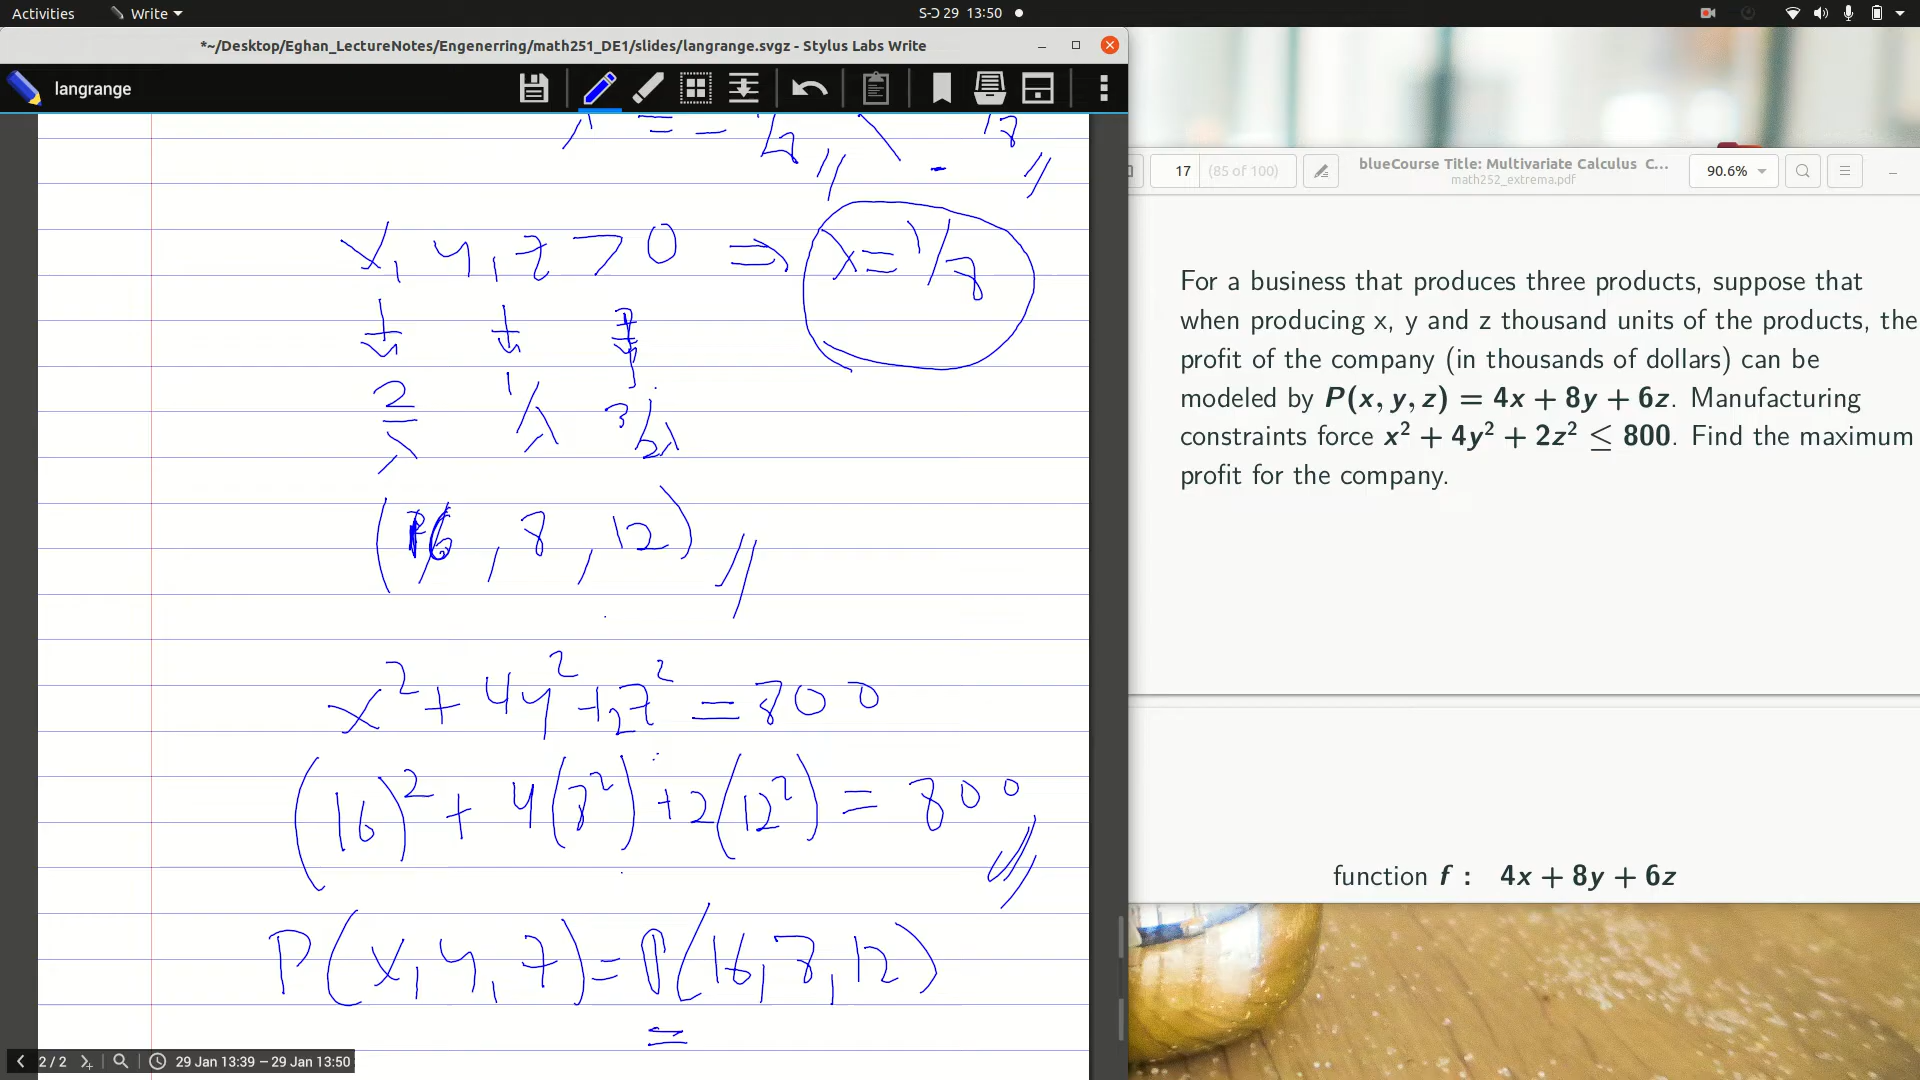 Activities Write S-Ɔ 29 13:50
*~/Desktop/Eghan_LectureNotes/Engenerring/math251_DE1/slides/langrange.svgz - Stylus Labs Write
langrange
x, y, z > 0 ⇒ λ = 1/8
2/λ 1/λ 3/2λ
(16, 8, 12)
x² + 4y² + 2z² = 800
(16)² + 4(8²) + 2(12²) = 800
P(x, y, z) = P(16, 8, 12)
=
2/2 29 Jan 13:39 – 29 Jan 13:50
17 (85 of 100) blueCourse Title: Multivariate Calculus C...
math252_extrema.pdf
90.6%
For a business that produces three products, suppose that
when producing x, y and z thousand units of the products, the
profit of the company (in thousands of dollars) can be
modeled by P(x, y, z) = 4x + 8y + 6z. Manufacturing
constraints force x² + 4y² + 2z² ≤ 800. Find the maximum
profit for the company.
function f : 4x + 8y + 6z